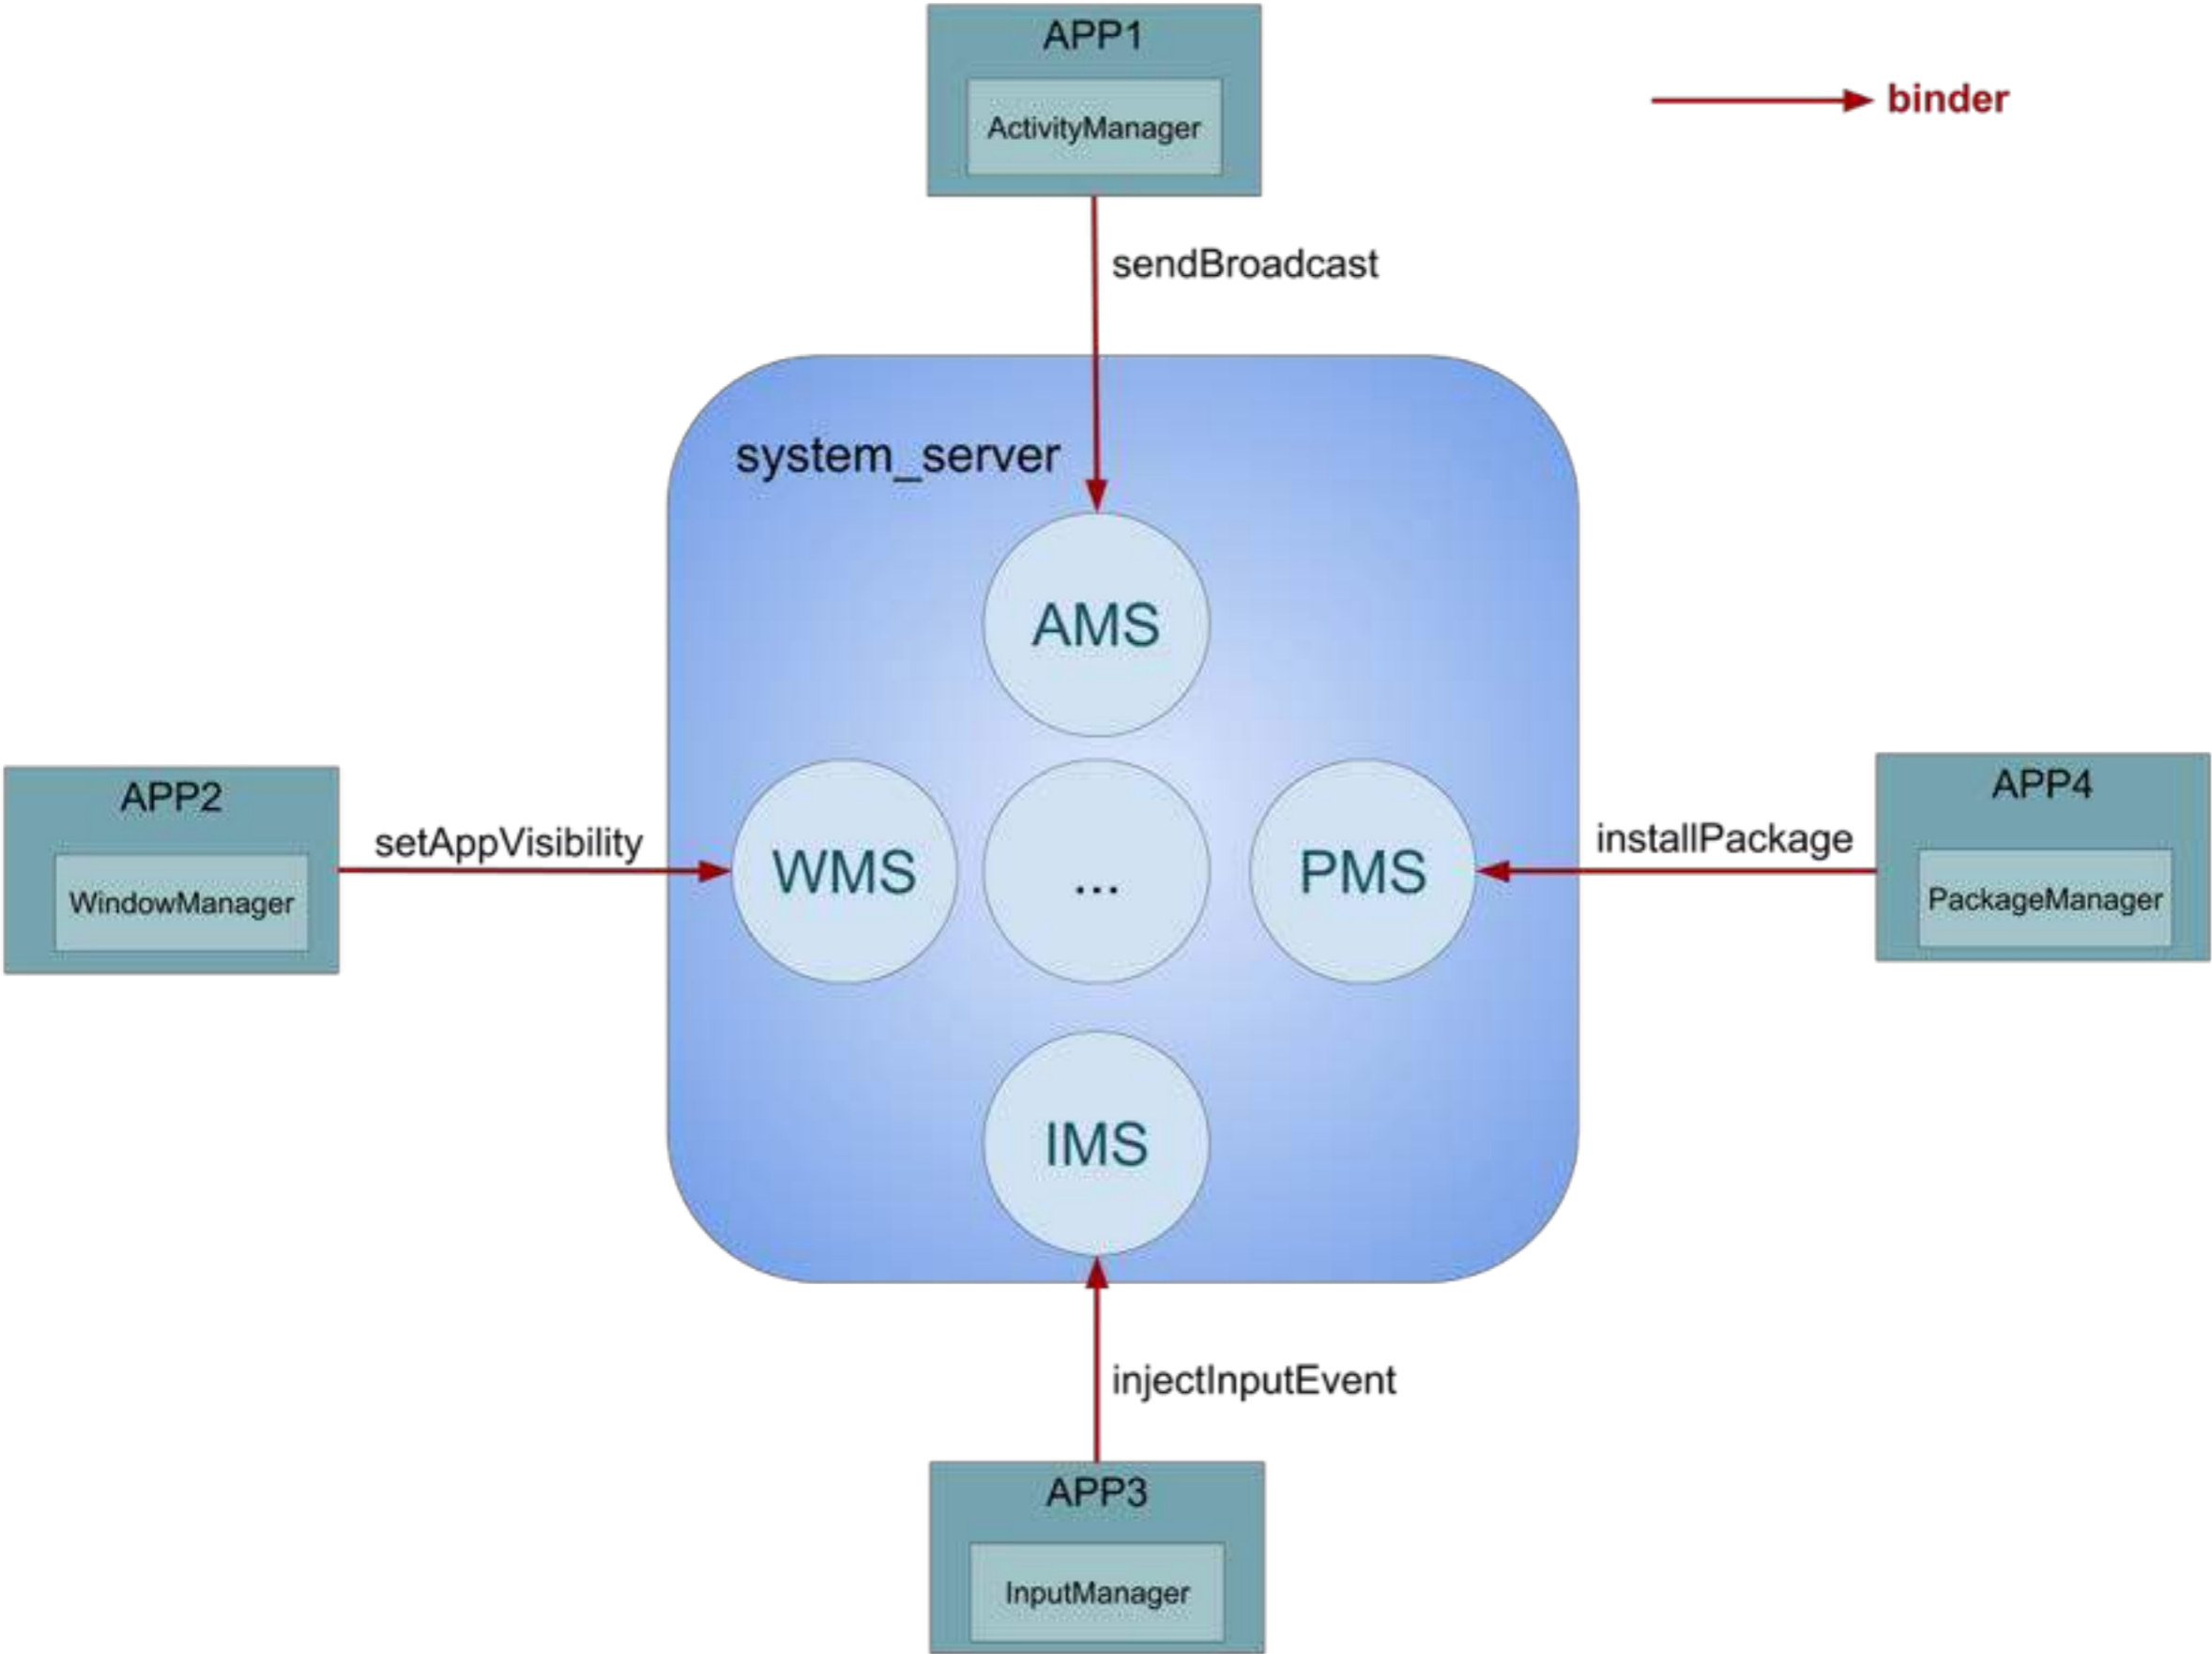 APP1
ActivityManager
binder
sendBroadcast
system_server
AMS
APP2
WindowManager
setAppVisibility
WMS
...
PMS
installPackage
APP4
PackageManager
IMS
injectInputEvent
APP3
InputManager